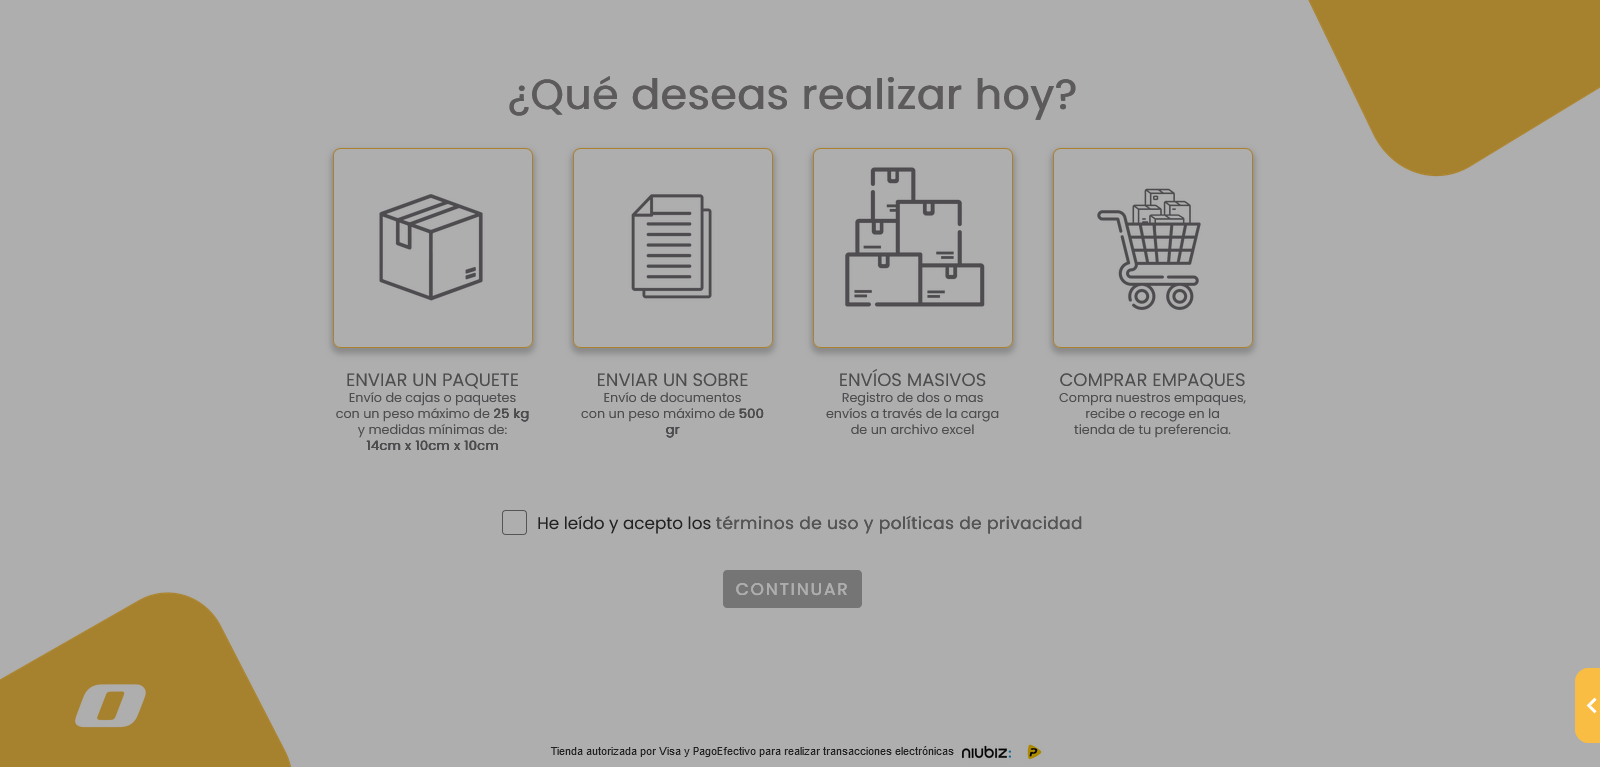 ¿Qué deseas realizar hoy?
ENVIAR UN PAQUETE
Envío de cajas o paquetes
con un peso máximo de 25 kg
y medidas mínimas de:
14cm x 10cm x 10cm
ENVIAR UN SOBRE
Envío de documentos
con un peso máximo de 500
gr
ENVÍOS MASIVOS
Registro de dos o mas
envíos a través de la carga
de un archivo excel
COMPRAR EMPAQUES
Compra nuestros empaques,
recibe o recoge en la
tienda de tu preferencia.
He leído y acepto los términos de uso y políticas de privacidad
CONTINUAR
Tienda autorizada por Visa y PagoEfectivo para realizar transacciones electrónicas niubiz: P